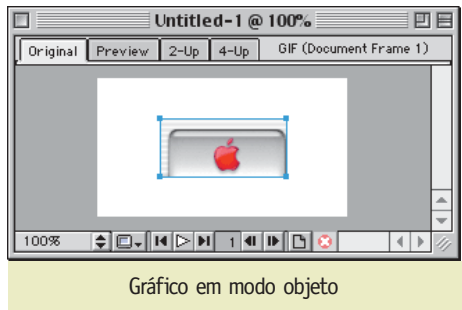 Untitled-1 @ 100%
Original Preview 2-Up 4-Up GIF (Document Frame 1)
100% 1
Gráfico em modo objeto